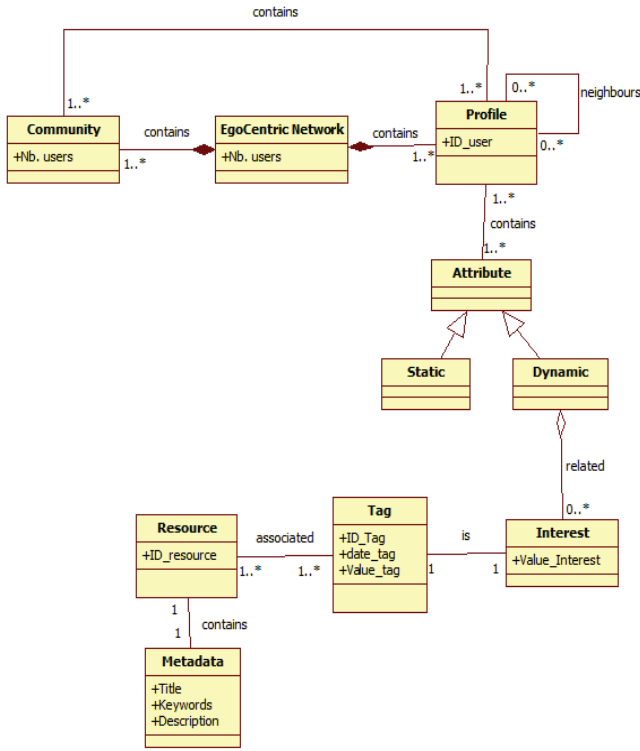 contains
1..*
1..*
0..*
neighbours
0..*
Community
+Nb. users
contains
1..*
EgoCentric Network
+Nb. users
contains
1..*
Profile
+ID_user
1..*
contains
1..*
Attribute
Static
Dynamic
related
0..*
Resource
+ID_resource
associated
1..*
1..*
Tag
+ID_Tag
+date_tag
+Value_tag
is
1
1
Interest
+Value_Interest
1
contains
1
Metadata
+Title
+Keywords
+Description